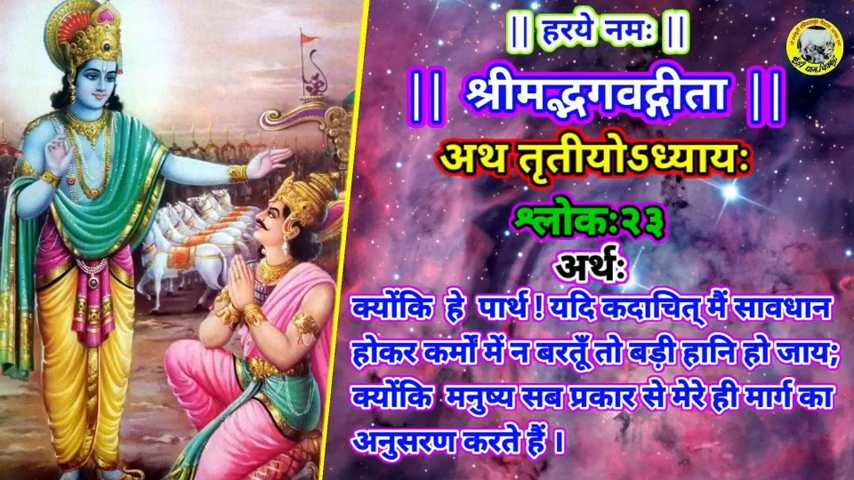 || हरये नमः ||
|| श्रीमद्भगवद्गीता ||
अथ तृतीयोऽध्यायः
श्लोकः२३
अर्थः
क्योंकि हे पार्थ ! यदि कदाचित् मैं सावधान
होकर कर्मों में न बरतूँ तो बड़ी हानि हो जाय;
क्योंकि मनुष्य सब प्रकार से मेरे ही मार्ग का
अनुसरण करते हैं ।